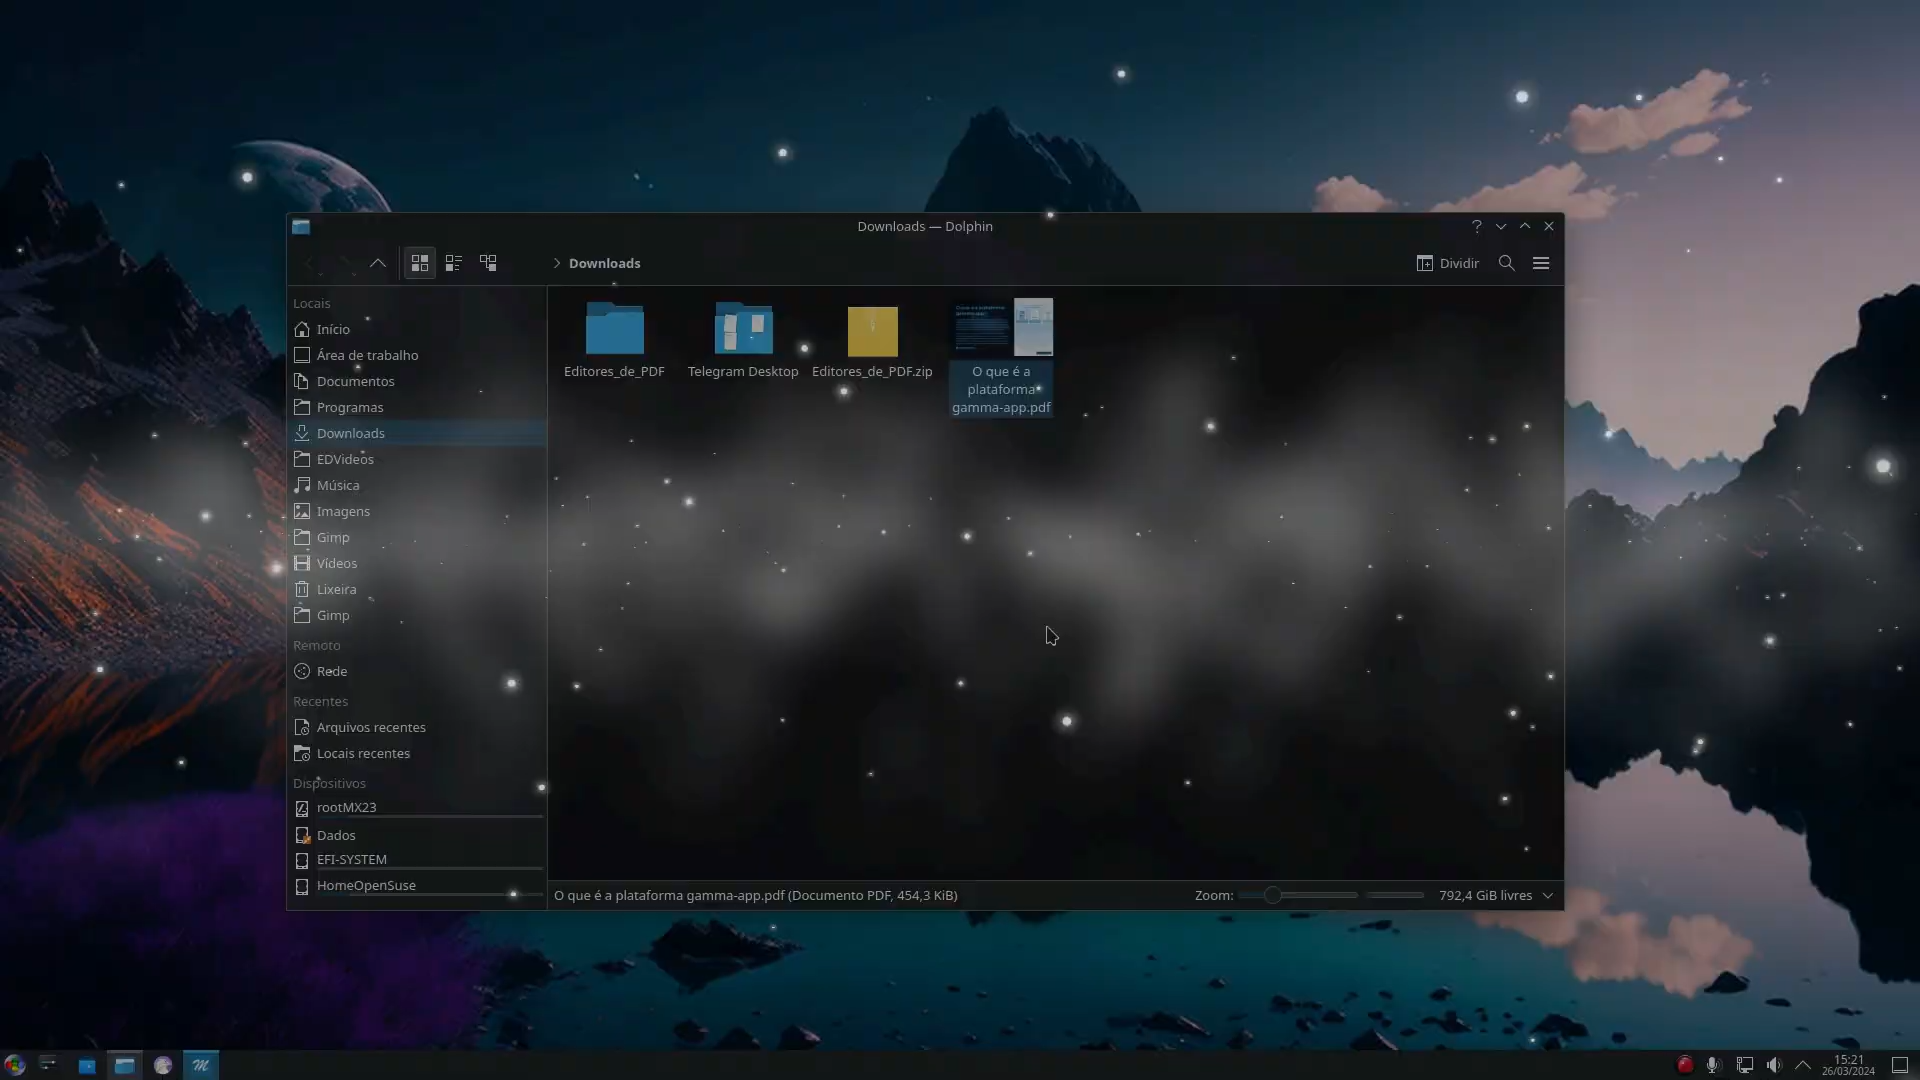 Downloads — Dolphin
Downloads
Dividir
Locais
Início
Área de trabalho
Documentos
Programas
Downloads
EDVideos
Música
Imagens
Gimp
Vídeos
Lixeira
Gimp
Remoto
Rede
Recentes
Arquivos recentes
Locais recentes
Dispositivos
rootMX23
Dados
EFI-SYSTEM
HomeOpenSuse
Editores_de_PDF
Telegram Desktop
Editores_de_PDF.zip
O que é a
plataforma
gamma-app.pdf
O que é a plataforma gamma-app.pdf (Documento PDF, 454,3 KiB)
Zoom:
792,4 GiB livres
15:21
26/03/2024